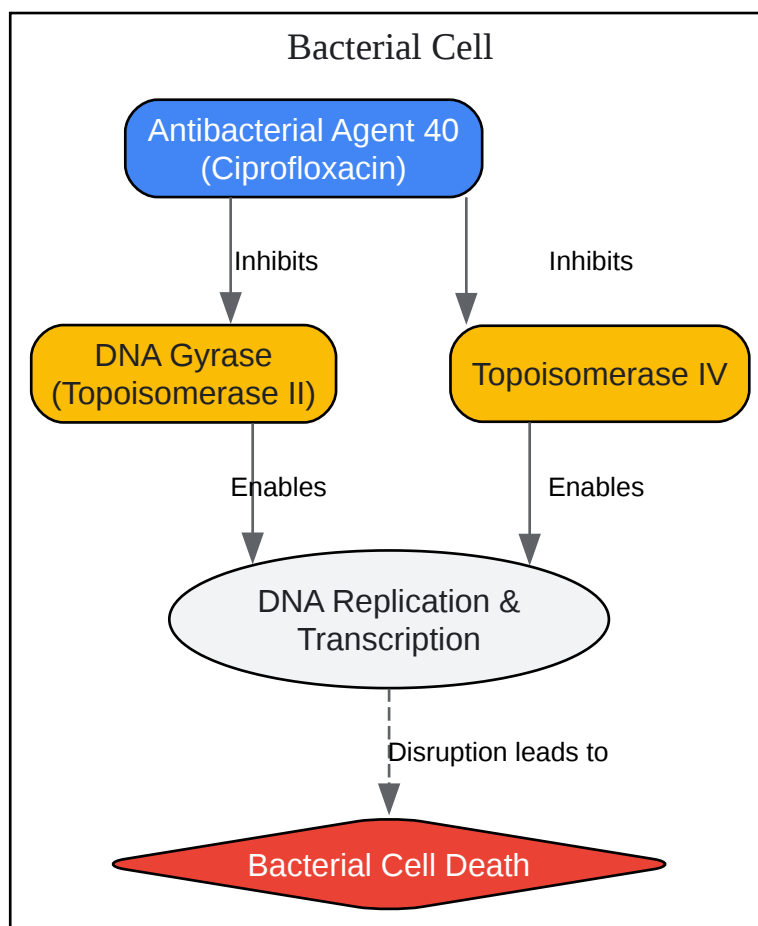 Bacterial Cell
Antibacterial Agent 40
(Ciprofloxacin)
Inhibits
Inhibits
DNA Gyrase
(Topoisomerase II)
Topoisomerase IV
Enables
Enables
DNA Replication &
Transcription
Disruption leads to
Bacterial Cell Death